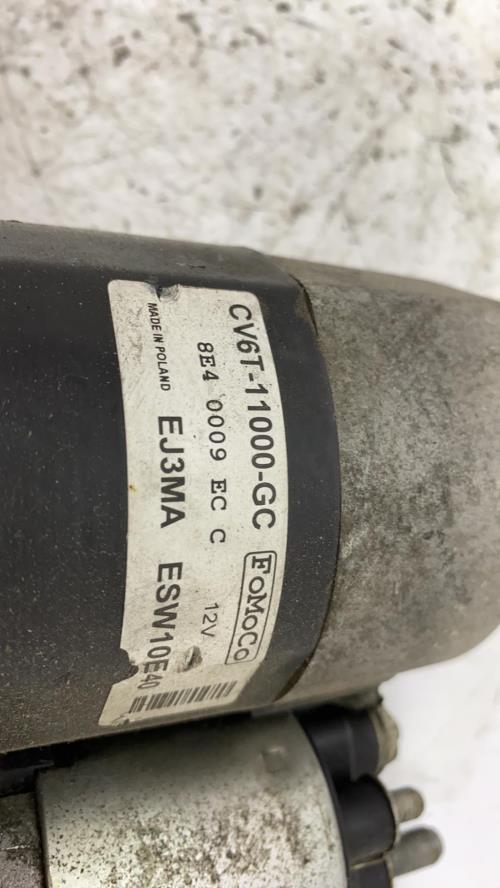 CV6T-11000-GC FoMoCo
8E4 0009 EC C 12V
EJ3MA ESW10E40
MADE IN POLAND